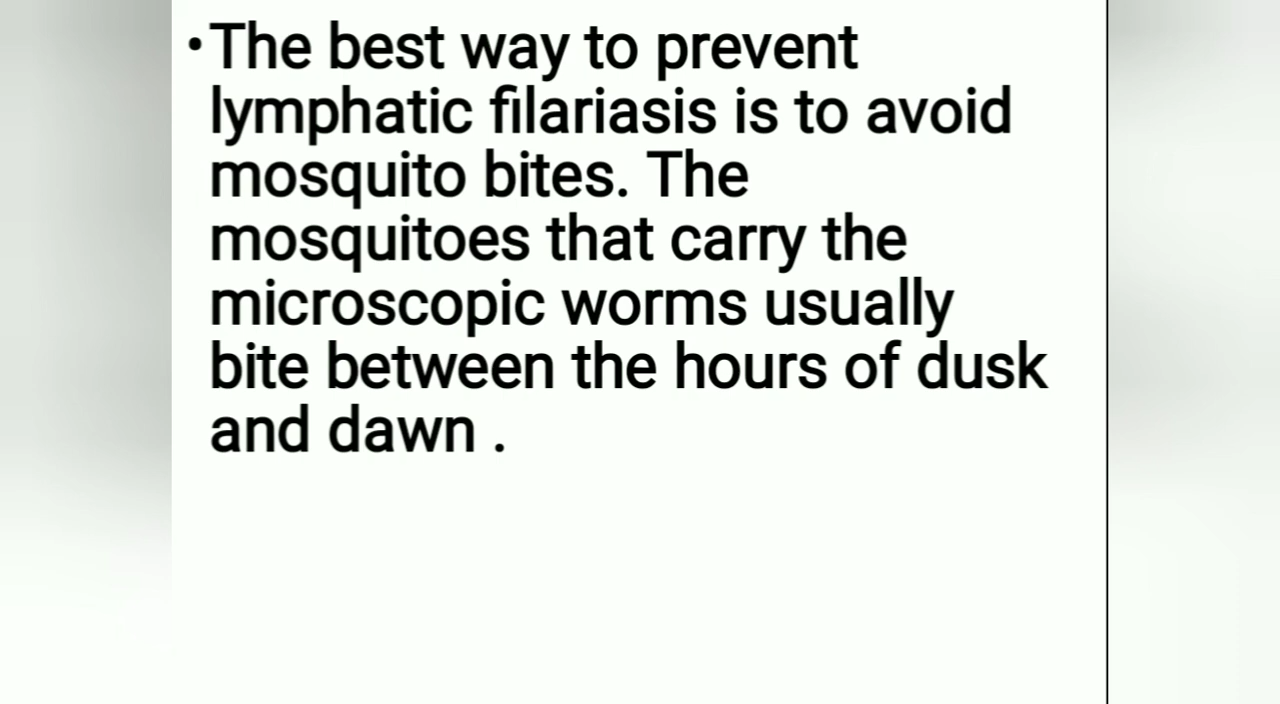 •The best way to prevent
lymphatic filariasis is to avoid
mosquito bites. The
mosquitoes that carry the
microscopic worms usually
bite between the hours of dusk
and dawn .